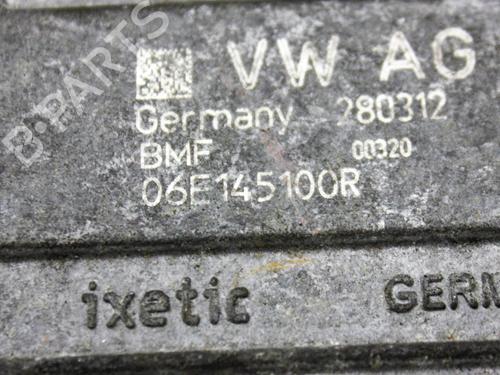 VW AG
Germany 280312
BMF 00320
06E145100R
ixetic GERM
B-PARTS